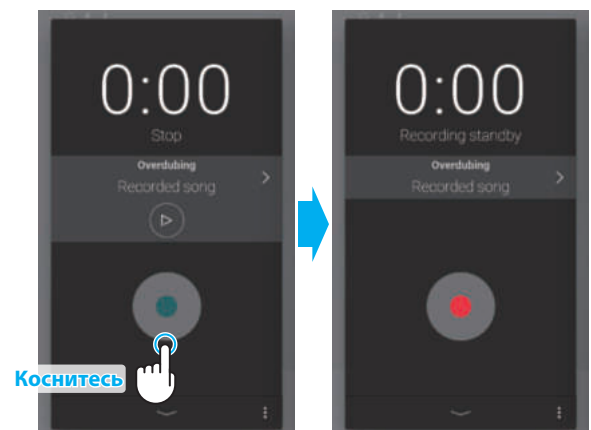 0:00
Stop
Overdubing
Recorded song
Коснитесь
0:00
Recording standby
Overdubing
Recorded song